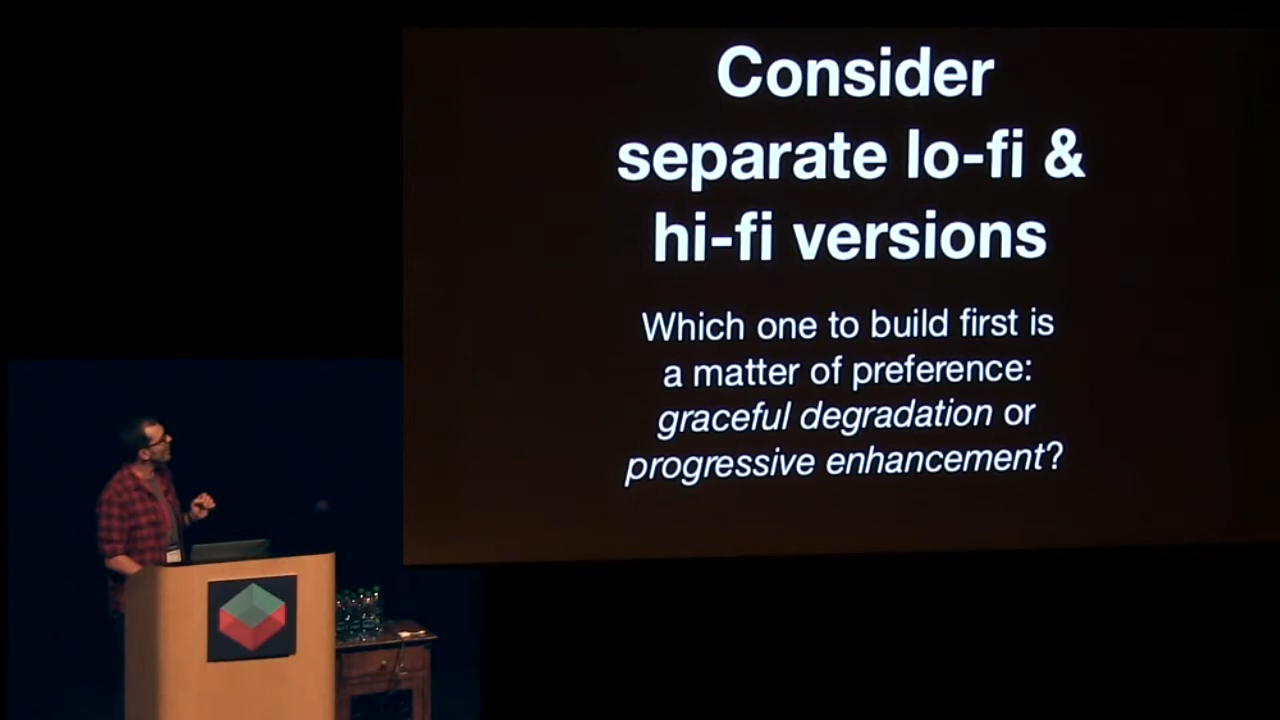 Consider
separate lo-fi &
hi-fi versions
Which one to build first is
a matter of preference:
graceful degradation or
progressive enhancement?